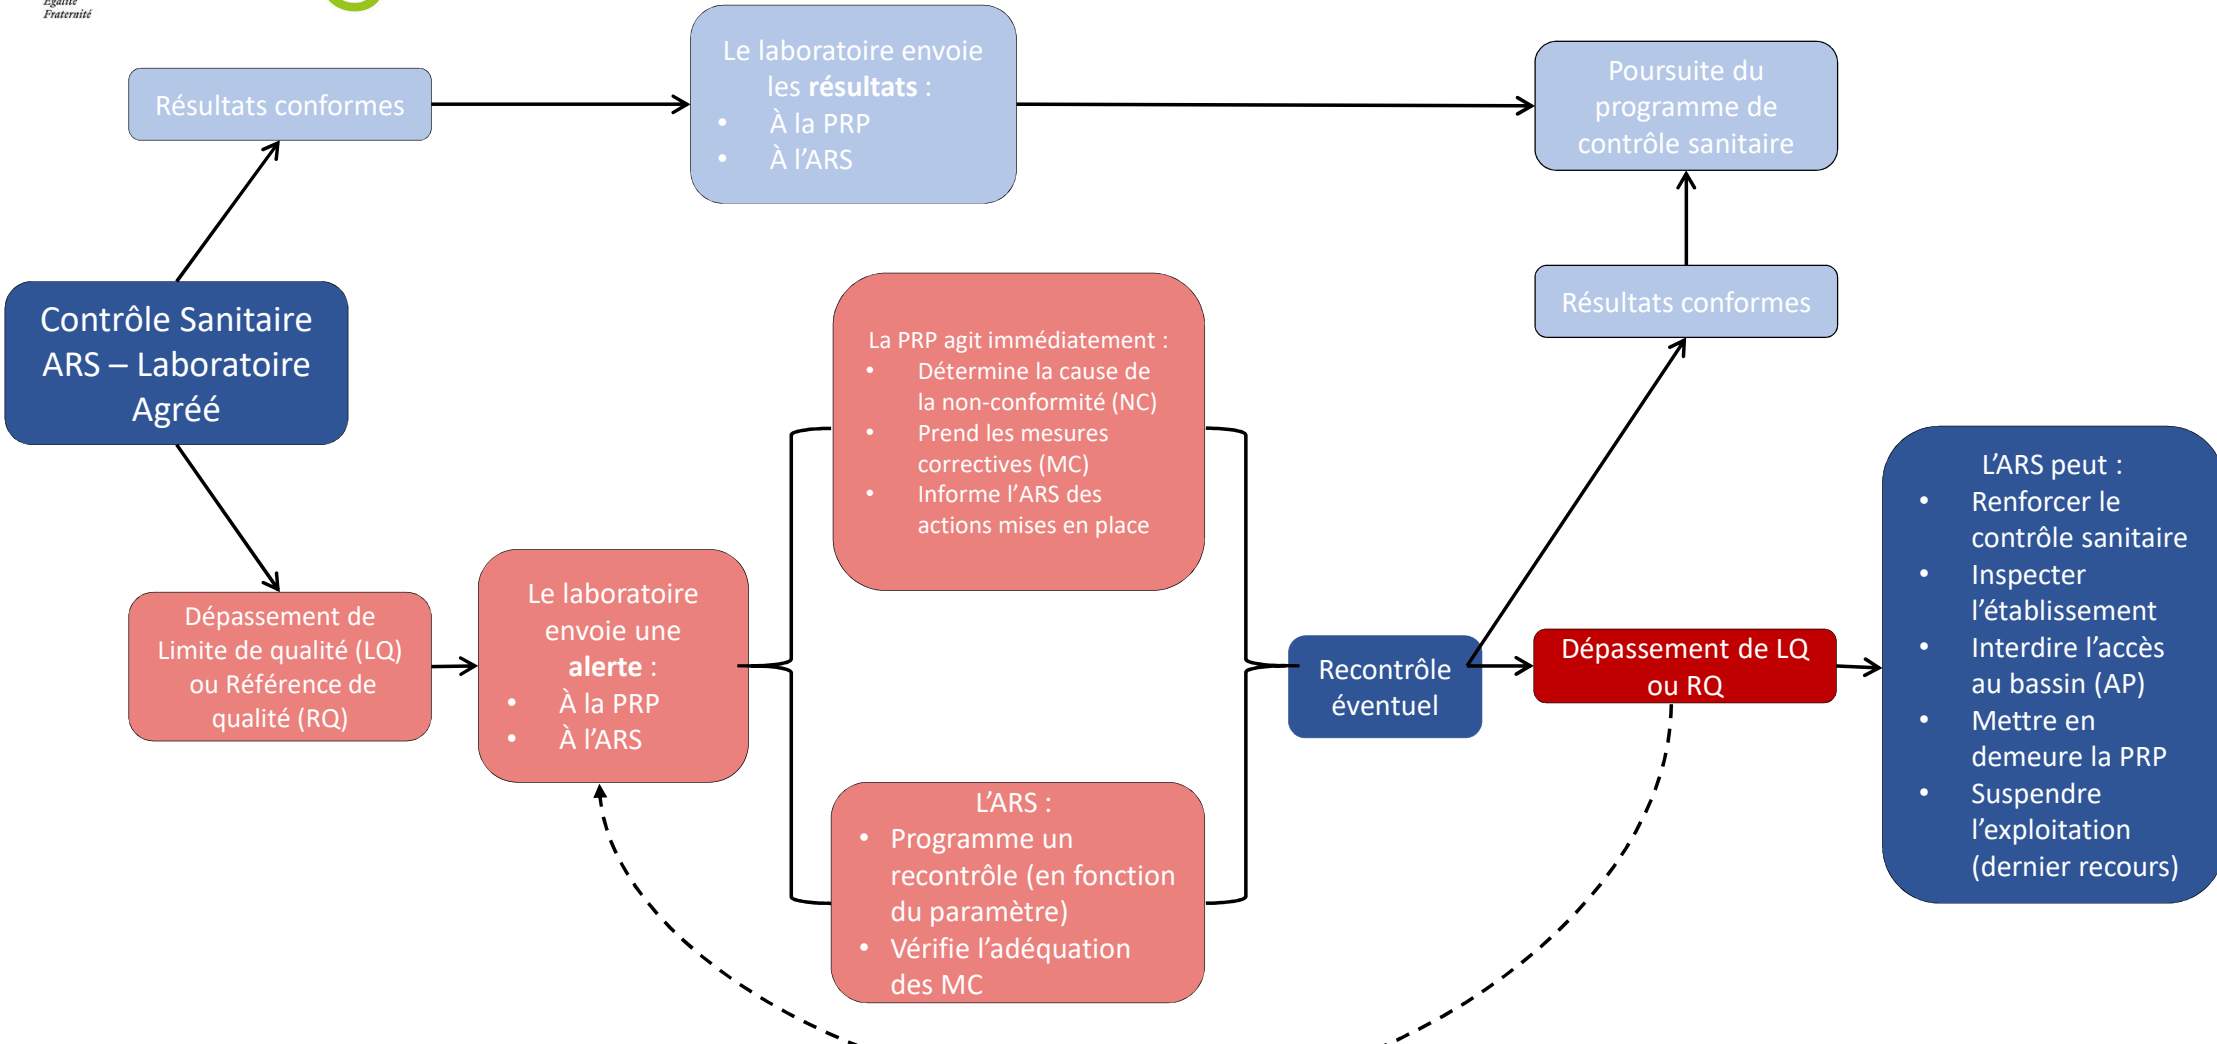 Égalité
Fraternité
Résultats conformes
Le laboratoire envoie
les résultats :
• À la PRP
• À l'ARS
Poursuite du
programme de
contrôle sanitaire
Contrôle Sanitaire
ARS – Laboratoire
Agréé
La PRP agit immédiatement :
• Détermine la cause de
la non-conformité (NC)
• Prend les mesures
correctives (MC)
• Informe l'ARS des
actions mises en place
Résultats conformes
Dépassement de
Limite de qualité (LQ)
ou Référence de
qualité (RQ)
Le laboratoire
envoie une
alerte :
• À la PRP
• À l'ARS
L'ARS :
• Programme un
recontrôle (en fonction
du paramètre)
• Vérifie l'adéquation
des MC
Recontrôle
éventuel
Dépassement de LQ
ou RQ
L'ARS peut :
• Renforcer le
contrôle sanitaire
• Inspecter
l'établissement
• Interdire l'accès
au bassin (AP)
• Mettre en
demeure la PRP
• Suspendre
l'exploitation
(dernier recours)